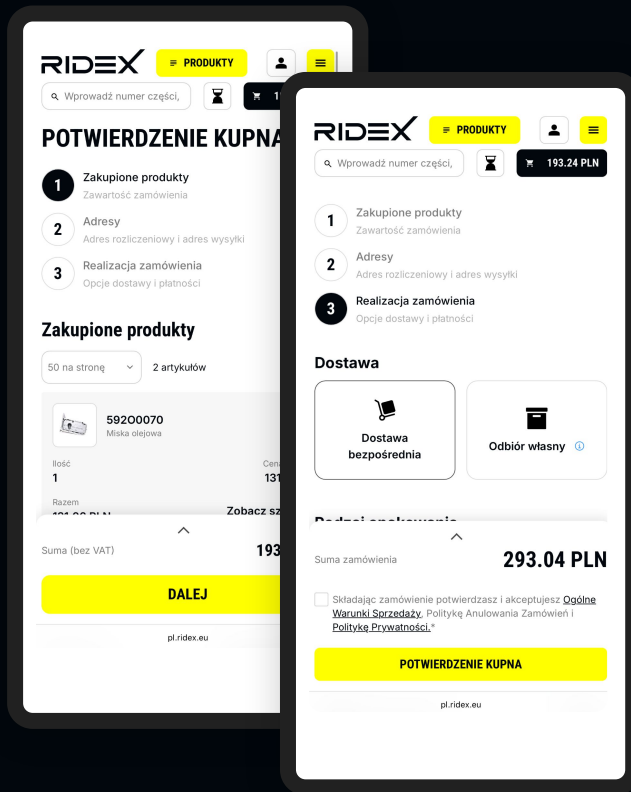 RIDEX
PRODUKTY
Wprowadź numer części,
POTWIERDZENIE KUPNA
1
Zakupione produkty
Zawartość zamówienia
2
Adresy
Adres rozliczeniowy i adres wysyłki
3
Realizacja zamówienia
Opcje dostawy i płatności
Zakupione produkty
50 na stronę
2 artykułów
592O0070
Miska olejowa
Ilość
1
131
Razem
Zobacz
Suma (bez VAT)
193
DALEJ
pl.ridex.eu
RIDEX
PRODUKTY
Wprowadź numer części,
193.24 PLN
1
Zakupione produkty
Zawartość zamówienia
2
Adresy
Adres rozliczeniowy i adres wysyłki
3
Realizacja zamówienia
Opcje dostawy i płatności
Dostawa
Dostawa
bezpośrednia
Odbiór własny
Suma zamówienia
293.04 PLN
Składając zamówienie potwierdzasz i akceptujesz Ogólne
Warunki Sprzedaży, Politykę Anulowania Zamówień i
Politykę Prywatności.*
POTWIERDZENIE KUPNA
pl.ridex.eu